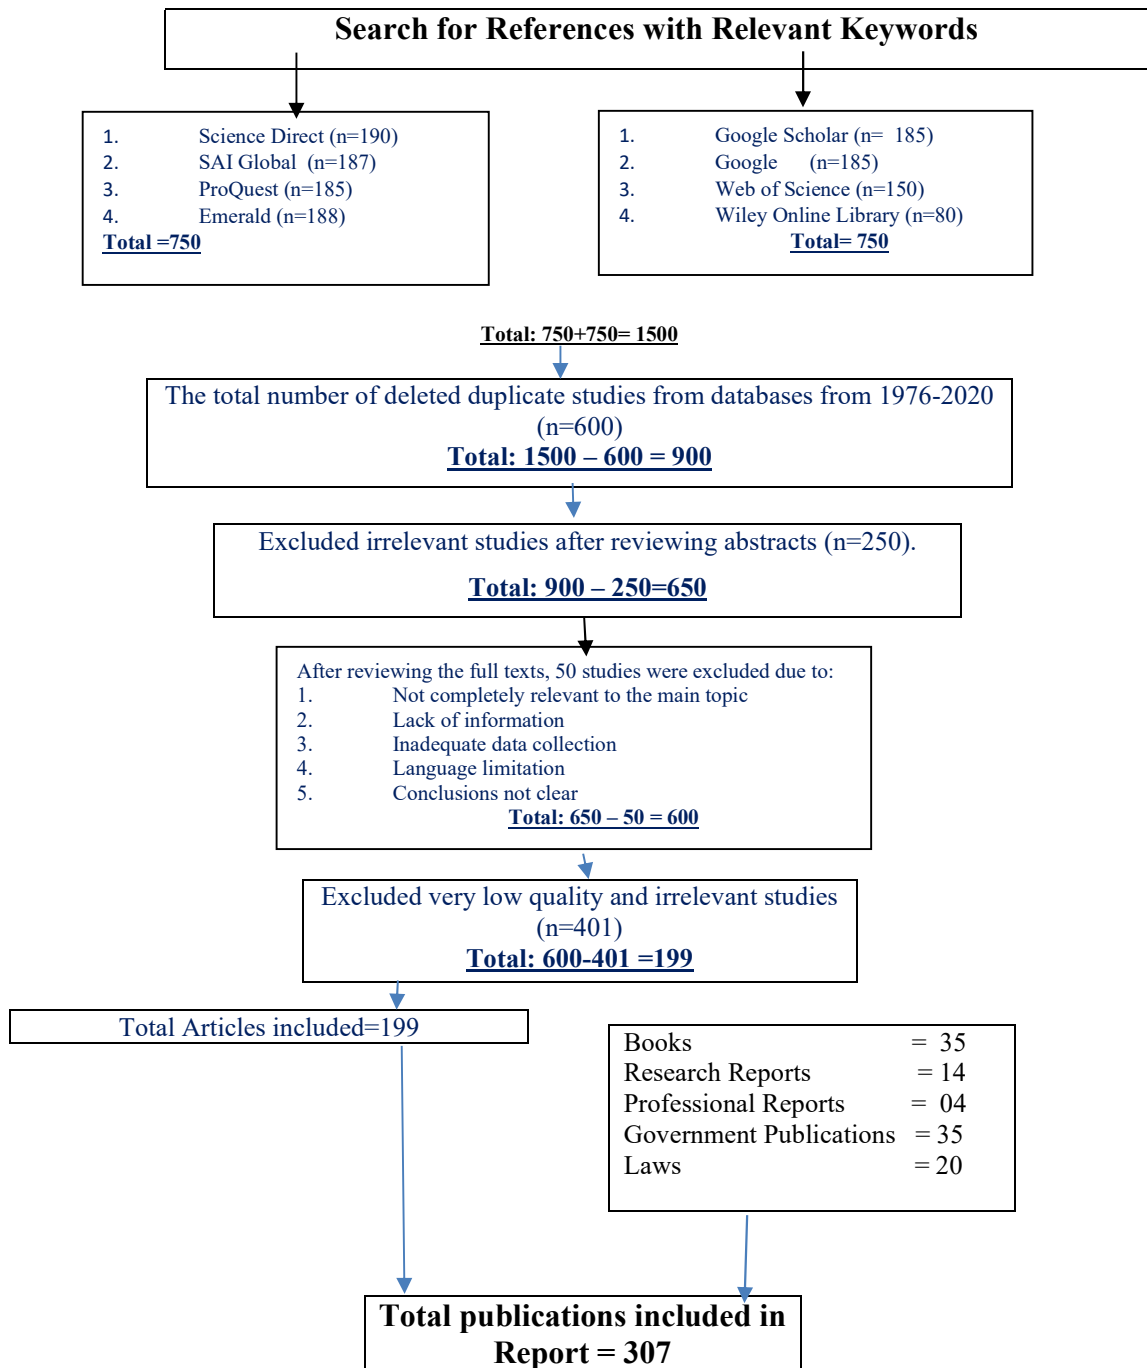 Search for References with Relevant Keywords
1. Science Direct (n=190)
2. SAI Global (n=187)
3. ProQuest (n=185)
4. Emerald (n=188)
Total =750
1. Google Scholar (n= 185)
2. Google (n=185)
3. Web of Science (n=150)
4. Wiley Online Library (n=80)
Total= 750
Total: 750+750= 1500
The total number of deleted duplicate studies from databases from 1976-2020
(n=600)
Total: 1500 – 600 = 900
Excluded irrelevant studies after reviewing abstracts (n=250).
Total: 900 – 250=650
After reviewing the full texts, 50 studies were excluded due to:
1. Not completely relevant to the main topic
2. Lack of information
3. Inadequate data collection
4. Language limitation
5. Conclusions not clear
Total: 650 – 50 = 600
Excluded very low quality and irrelevant studies
(n=401)
Total: 600-401 =199
Total Articles included=199
Books = 35
Research Reports = 14
Professional Reports = 04
Government Publications = 35
Laws = 20
Total publications included in
Report = 307